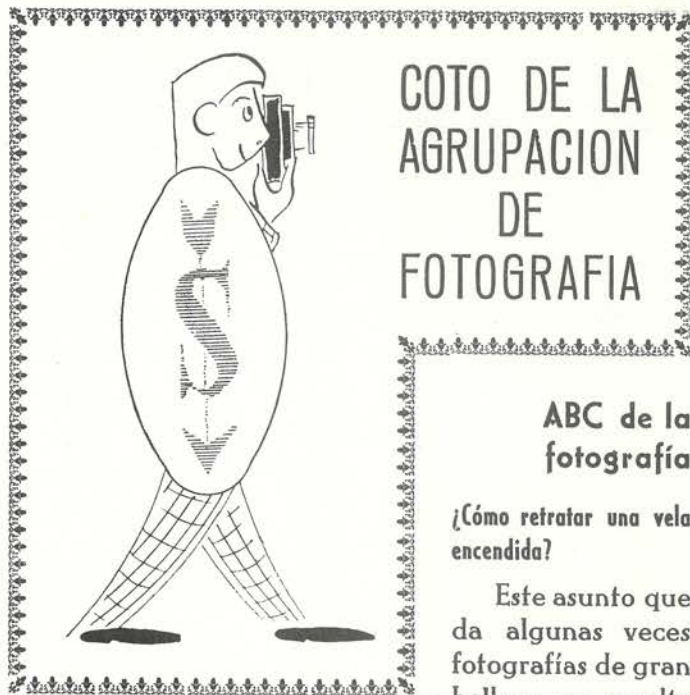 COTO DE LA
AGRUPACION
DE
FOTOGRAFIA
S
ABC de la
fotografía
¿Cómo retratar una vela
encendida?
Este asunto que
da algunas veces
fotografías de gran